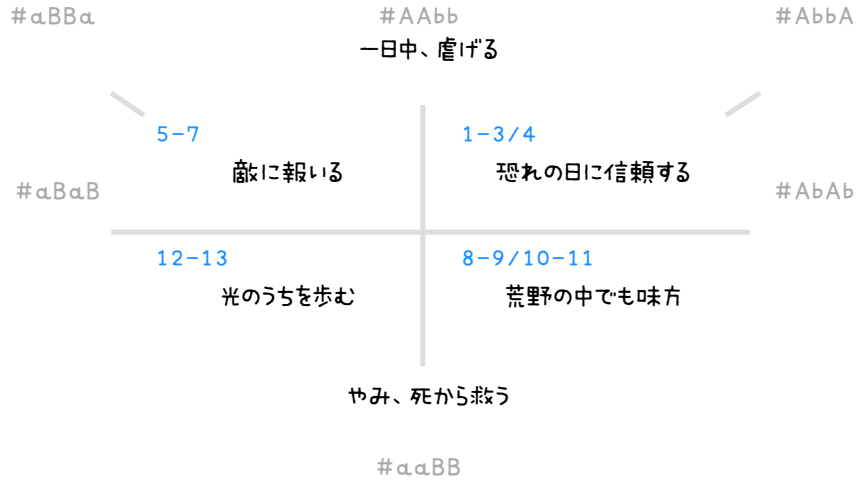 #aBBa
#AAbb
#AbbA
一日中、虐げる
5-7
1-3/4
敵に報いる
恐れの日に信頼する
#aBaB
#AbAb
12-13
8-9/10-11
光のうちを歩む
荒野の中でも味方
やみ、死から救う
#aaBB